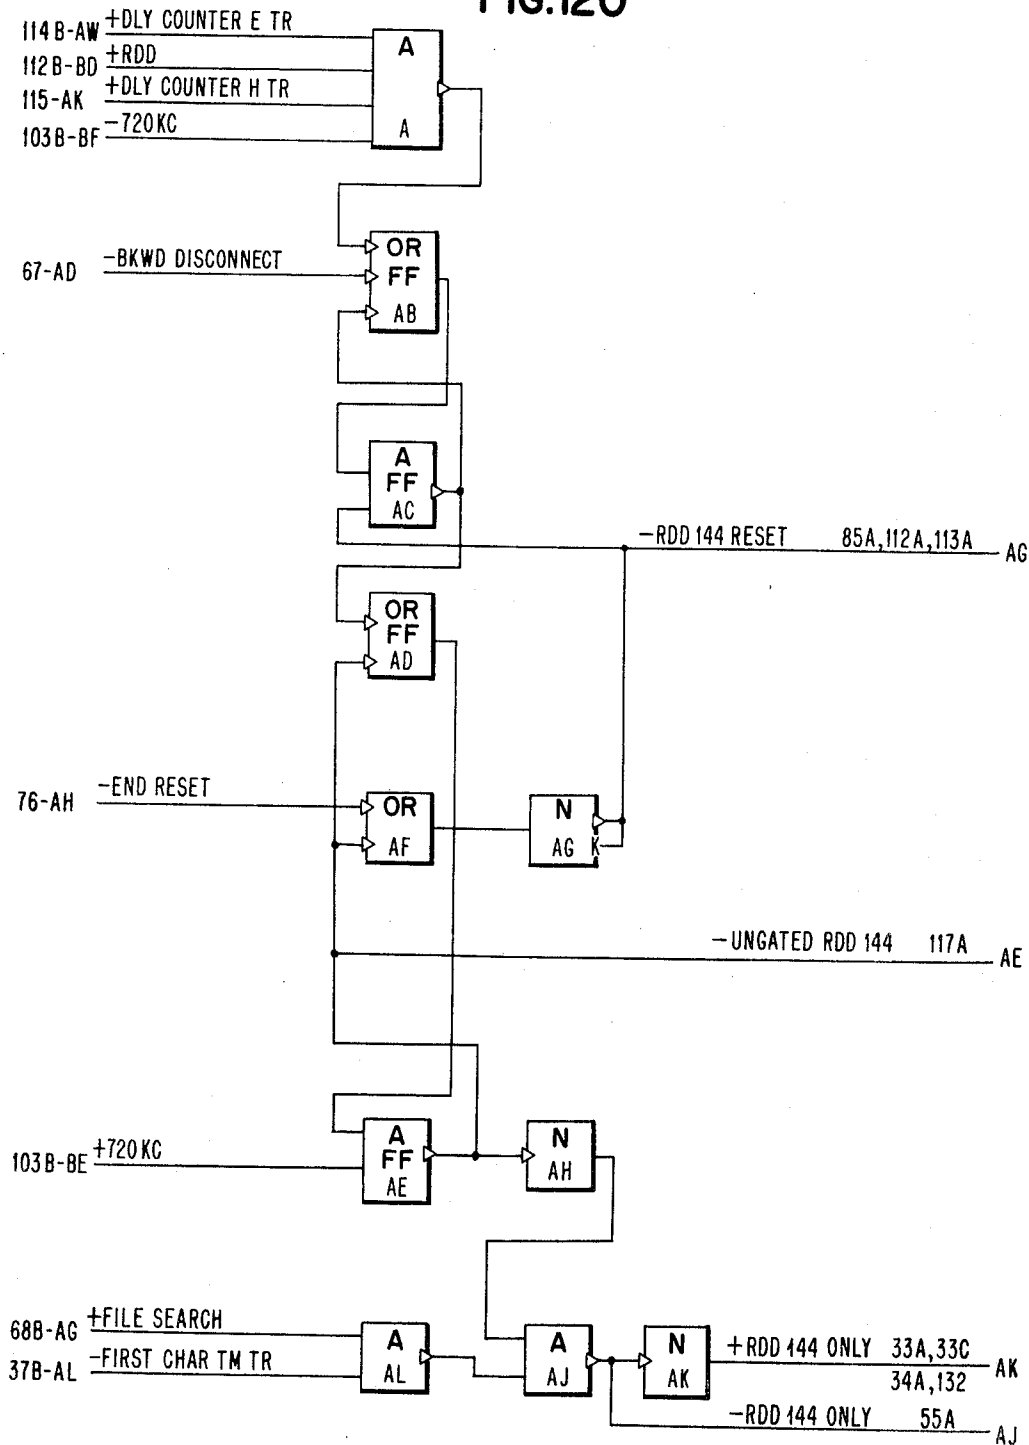 FIG.120
114B-AW +DLY COUNTER E TR
112B-BD +RDD
115-AK +DLY COUNTER H TR
103B-BF -720KC
A
A
67-AD -BKWD DISCONNECT
OR
FF
AB
A
FF
AC
-RDD 144 RESET 85A,112A,113A AG
OR
FF
AD
76-AH -END RESET
OR
AF
N
AG K
-UNGATED RDD 144 117A AE
103B-BE +720KC
A
FF
AE
N
AH
68B-AG +FILE SEARCH
37B-AL -FIRST CHAR TM TR
A
AL
A
AJ
N
AK
+RDD 144 ONLY 33A,33C AK
34A,132
-RDD 144 ONLY 55A AJ